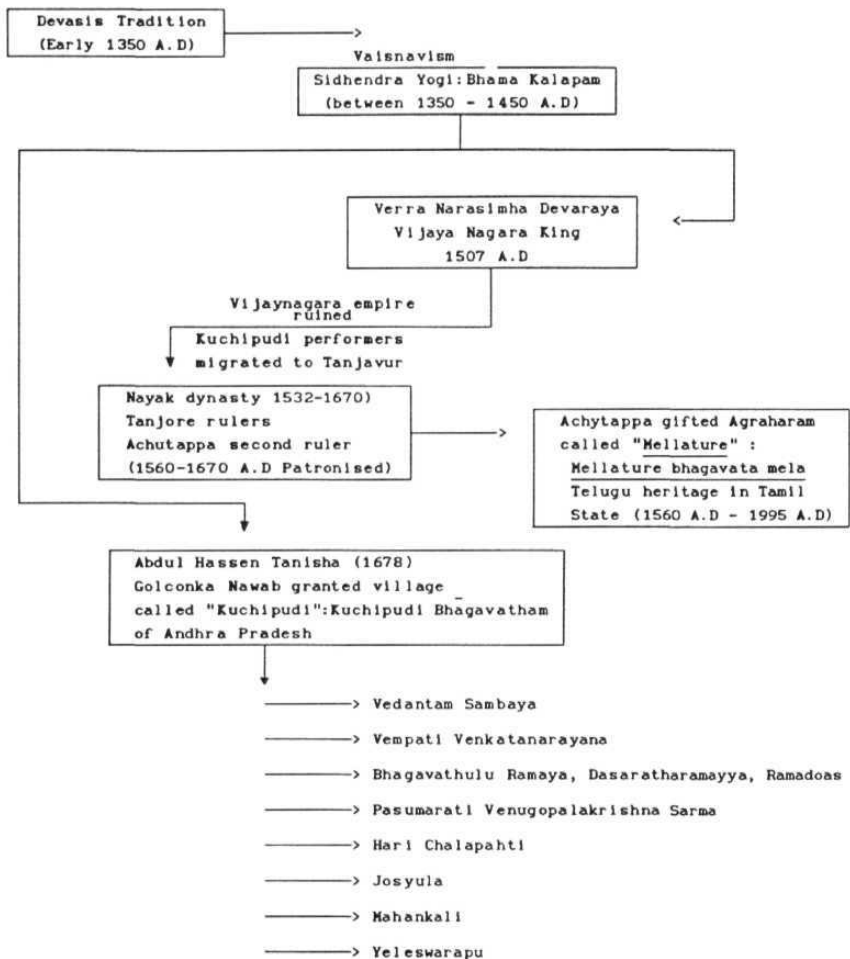 Devasis Tradition
(Early 1350 A.D)
Vaisnavism
Sidhendra Yogi:Bhama Kalapam
(between 1350 - 1450 A.D)
Verra Narasimha Devaraya
Vijaya Nagara King
1507 A.D
Vijaynagara empire
ruined
Kuchipudi performers
migrated to Tanjavur
Nayak dynasty 1532-1670)
Tanjore rulers
Achutappa second ruler
(1560-1670 A.D Patronised)
Achytappa gifted Agraharam
called "Mellature" :
Mellature bhagavata mela
Telugu heritage in Tamil
State (1560 A.D - 1995 A.D)
Abdul Hassen Tanisha (1678)
Golconka Nawab granted village
called "Kuchipudi":Kuchipudi Bhagavatham
of Andhra Pradesh
Vedantam Sambaya
Vempati Venkatanarayana
Bhagavathulu Ramaya, Dasaratharamayya, Ramadoas
Pasumarati Venugopalakrishna Sarma
Hari Chalapahti
Josyula
Mahankali
Yeleswarapu